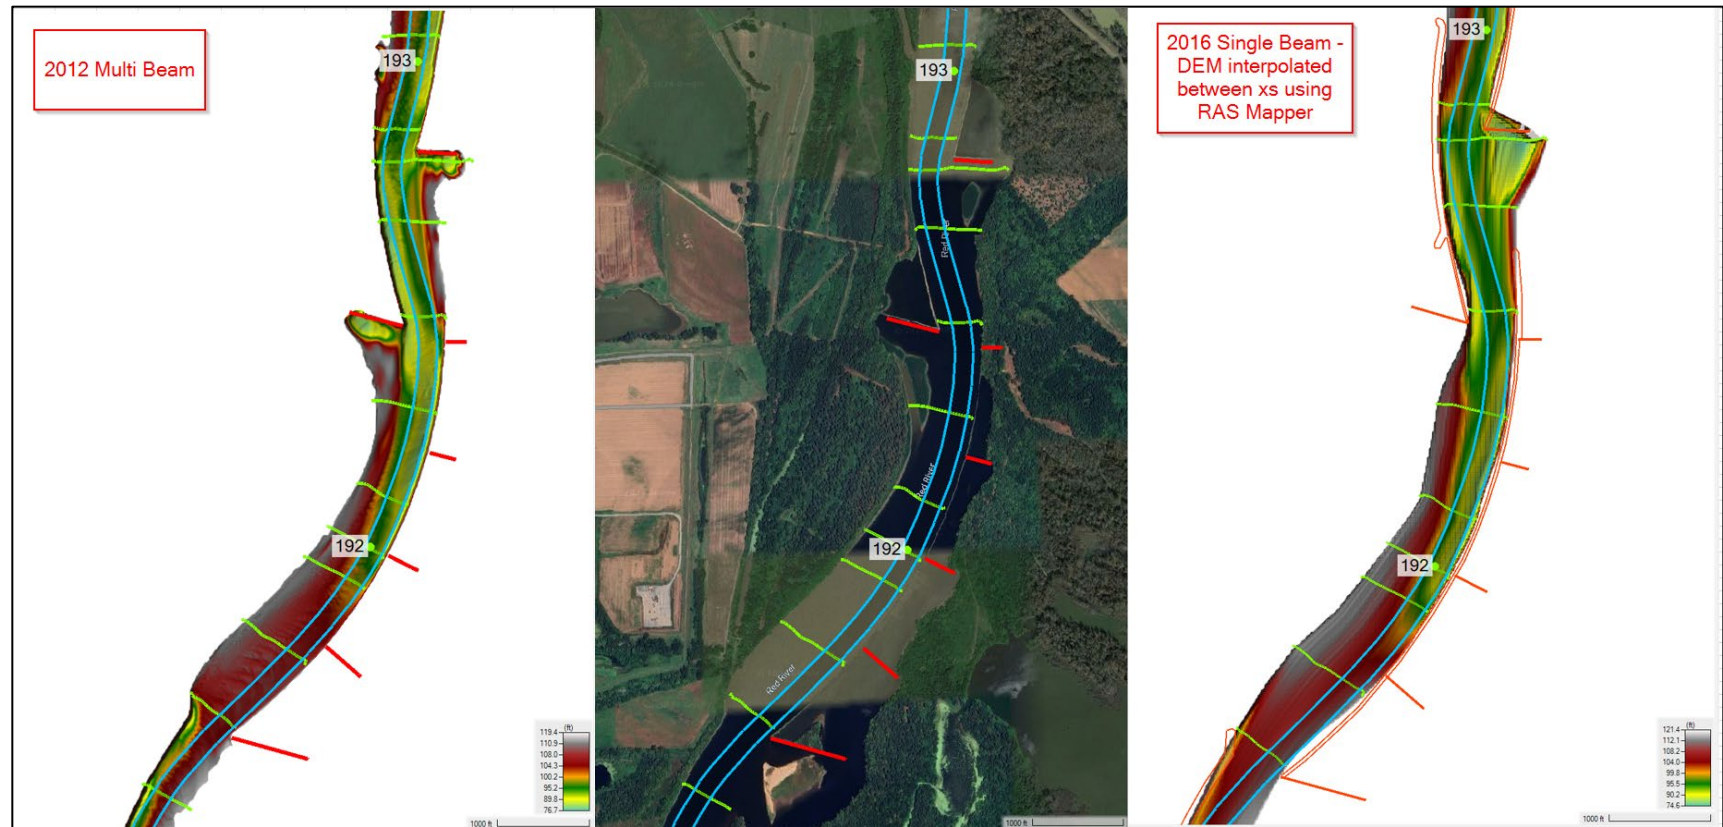 2012 Multi Beam
193
192
(ft)
119.4
110.9
108.0
104.3
100.2
95.2
89.8
76.7
1000 ft
193
Red River
Red River
192
Red River
1000 ft
2016 Single Beam -
DEM interpolated
between xs using
RAS Mapper
193
192
(ft)
121.4
112.1
108.2
104.0
99.8
95.5
90.2
74.6
1000 ft